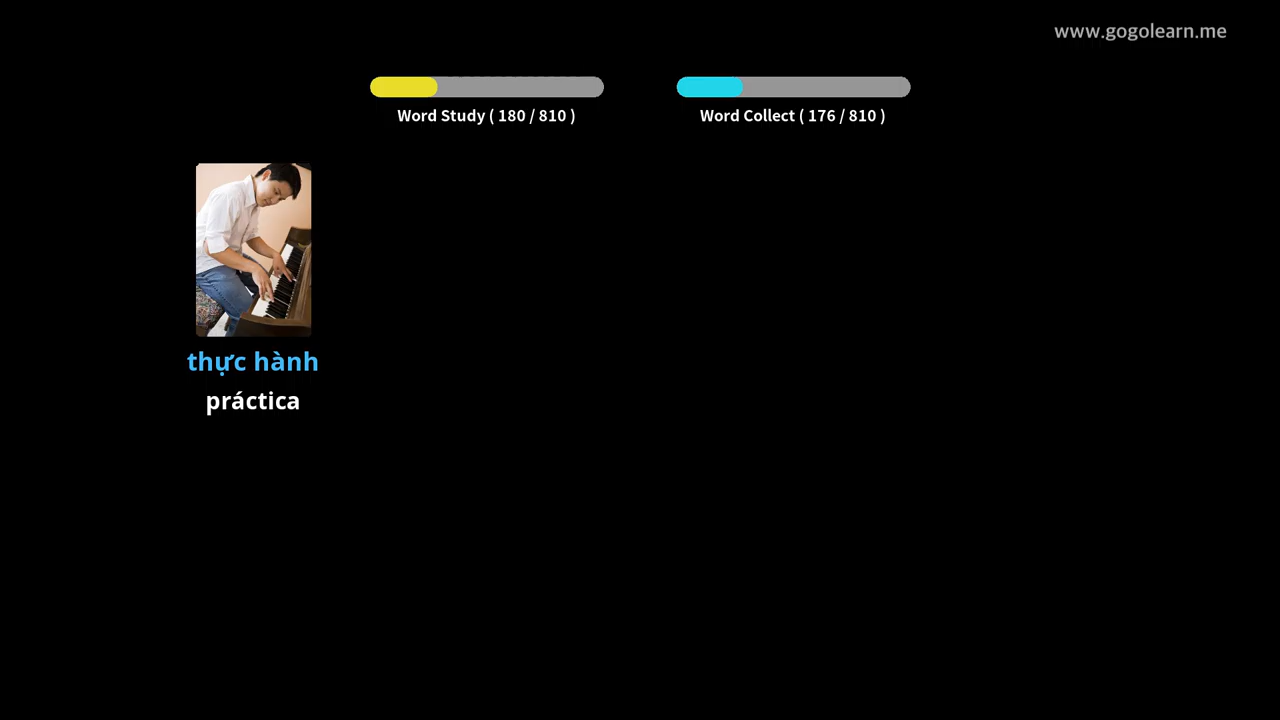 www.gogolearn.me
Word Study ( 180 / 810 )
Word Collect ( 176 / 810 )
thực hành
práctica